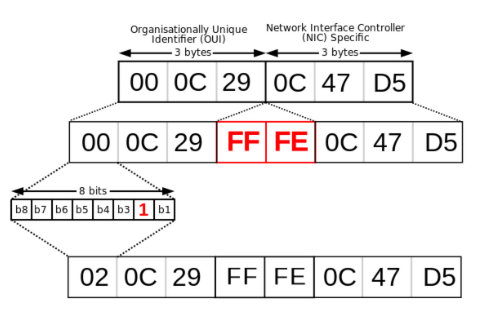 Organisationally Unique
Identifier (OUI)
Network Interface Controller
(NIC) Specific
3 bytes
3 bytes
00 0C 29 0C 47 D5
00 0C 29 FF FE 0C 47 D5
8 bits
b8 b7 b6 b5 b4 b3 1 b1
02 0C 29 FF FE 0C 47 D5